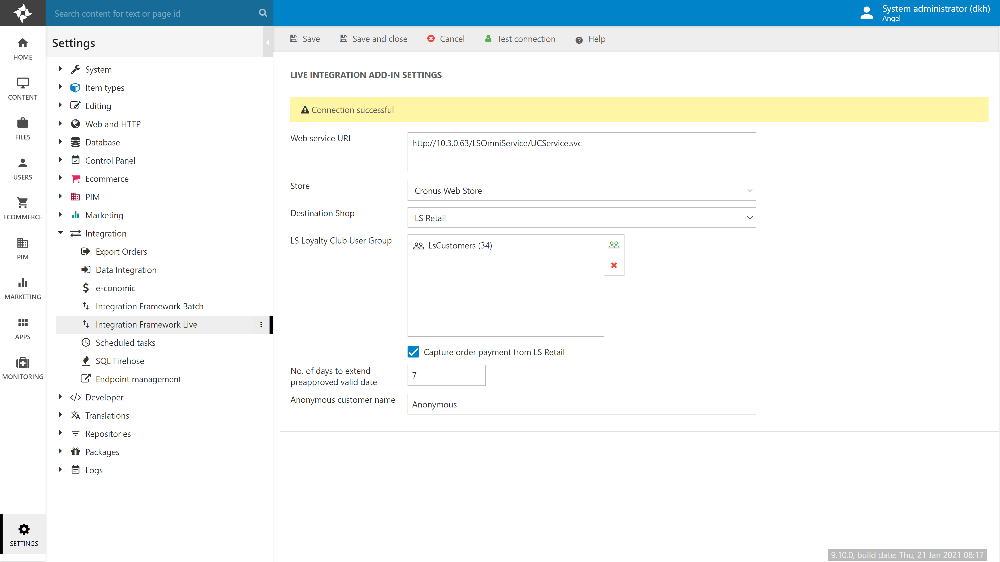 Search content for text or page id
System administrator (dkh)
Angel
HOME
CONTENT
FILES
USERS
ECOMMERCE
PIM
MARKETING
APPS
MONITORING
SETTINGS
Settings
System
Item types
Editing
Web and HTTP
Database
Control Panel
Ecommerce
PIM
Marketing
Integration
Export Orders
Data Integration
e-conomic
Integration Framework Batch
Integration Framework Live
Scheduled tasks
SQL Firehose
Endpoint management
Developer
Translations
Repositories
Packages
Logs
Save
Save and close
Cancel
Test connection
Help
LIVE INTEGRATION ADD-IN SETTINGS
Connection successful
Web service URL
http://10.3.0.63/LSOmniService/UCService.svc
Store
Cronus Web Store
Destination Shop
LS Retail
LS Loyalty Club User Group
LsCustomers (34)
Capture order payment from LS Retail
No. of days to extend
preapproved valid date
7
Anonymous customer name
Anonymous
9.10.0, build date: Thu, 21 Jan 2021 08:17